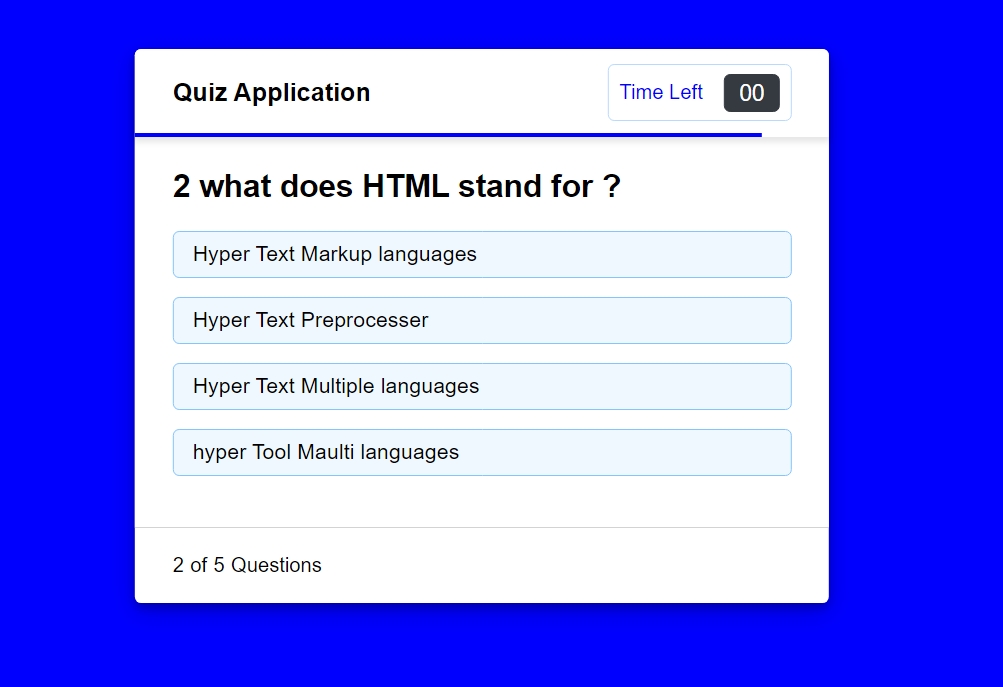 Quiz Application
Time Left 00
2 what does HTML stand for ?
Hyper Text Markup languages
Hyper Text Preprocesser
Hyper Text Multiple languages
hyper Tool Maulti languages
2 of 5 Questions